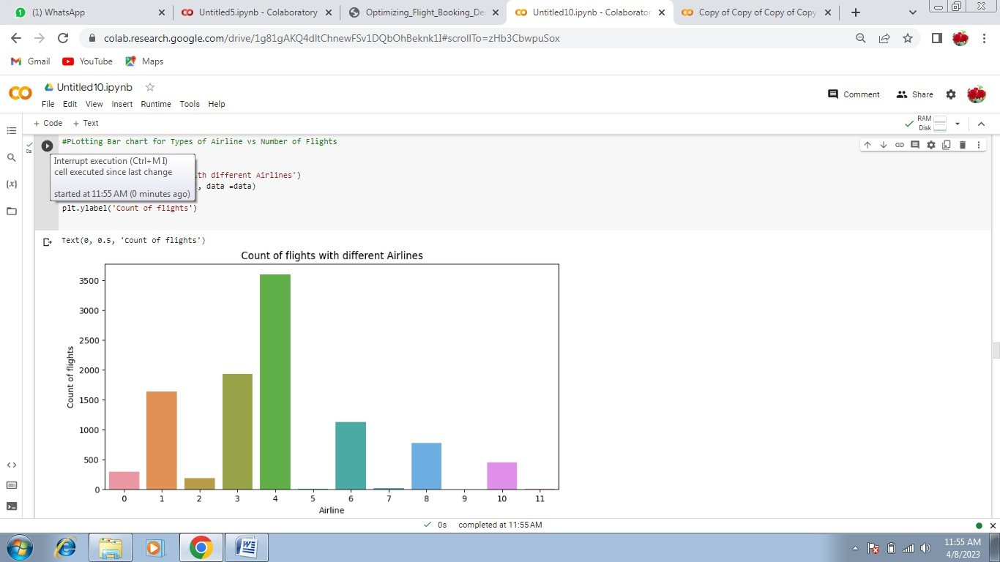 (1) WhatsApp
Untitled5.ipynb - Colaboratory
Optimizing_Flight_Booking_De
Untitled10.ipynb - Colaborator
Copy of Copy of Copy of Copy
colab.research.google.com/drive/1g81gAKQ4dltChnewFSv1DQbOhBeknk1I#scrollTo=zHb3CbwpuSox
Gmail
YouTube
Maps
Untitled10.ipynb
File Edit View Insert Runtime Tools Help
Comment
Share
+ Code + Text
RAM
Disk
0s
#PLotting Bar chart for Types of Airline vs Number of Flights
Interrupt execution (Ctrl+M I)
cell executed since last change
started at 11:55 AM (0 minutes ago)
th different Airlines')
, data =data)
plt.ylabel('Count of flights')
Text(0, 0.5, 'Count of flights')
Count of flights with different Airlines
3500
3000
2500
2000
1500
1000
500
0
Count of flights
0 1 2 3 4 5 6 7 8 9 10 11
Airline
0s completed at 11:55 AM
11:55 AM
4/8/2023